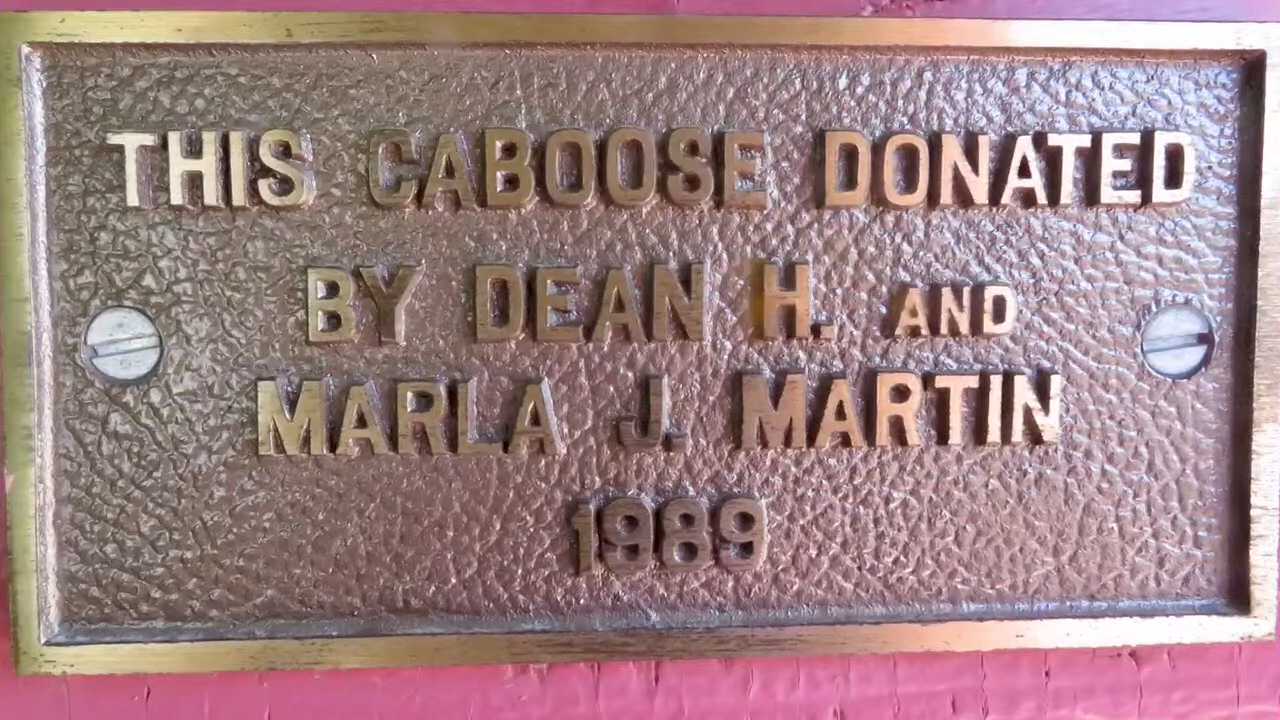 THIS CABOOSE DONATED
BY DEAN H. AND
MARLA J. MARTIN
1989